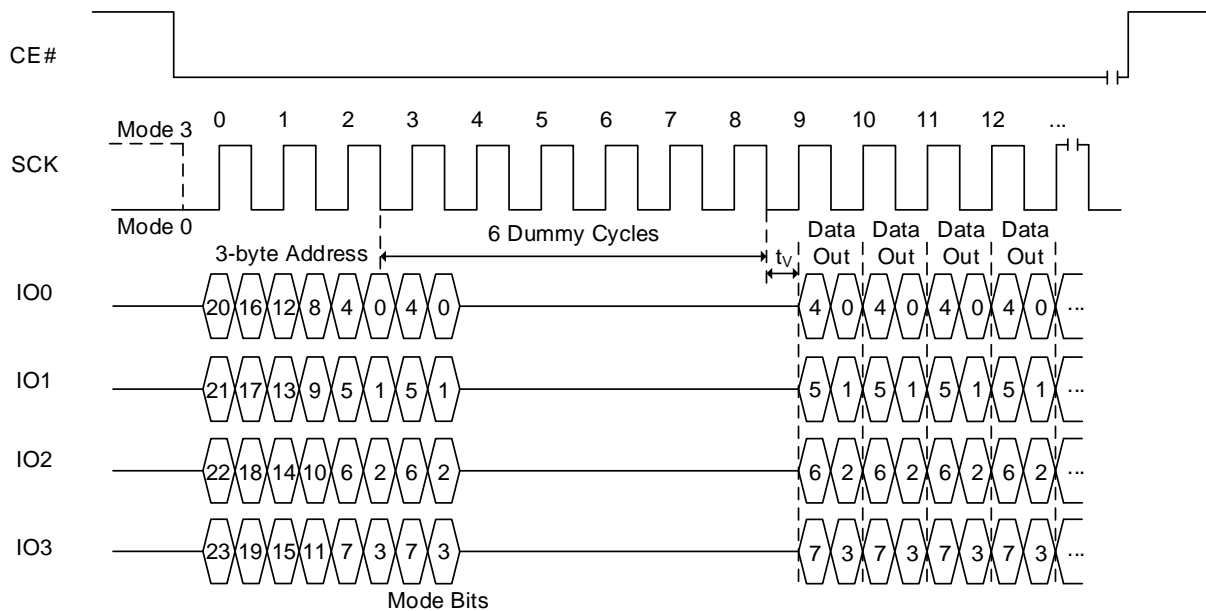 CE#
0 1 2 3 4 5 6 7 8 9 10 11 12 ...
Mode 3
SCK
Mode 0
6 Dummy Cycles
Data Out Data Out Data Out Data Out
3-byte Address
tV
IO0
20 16 12 8 4 0 4 0 4 0 4 0 4 0 4 0 ...
IO1
21 17 13 9 5 1 5 1 5 1 5 1 5 1 5 1 ...
IO2
22 18 14 10 6 2 6 2 6 2 6 2 6 2 6 2 ...
IO3
23 19 15 11 7 3 7 3 7 3 7 3 7 3 7 3 ...
Mode Bits